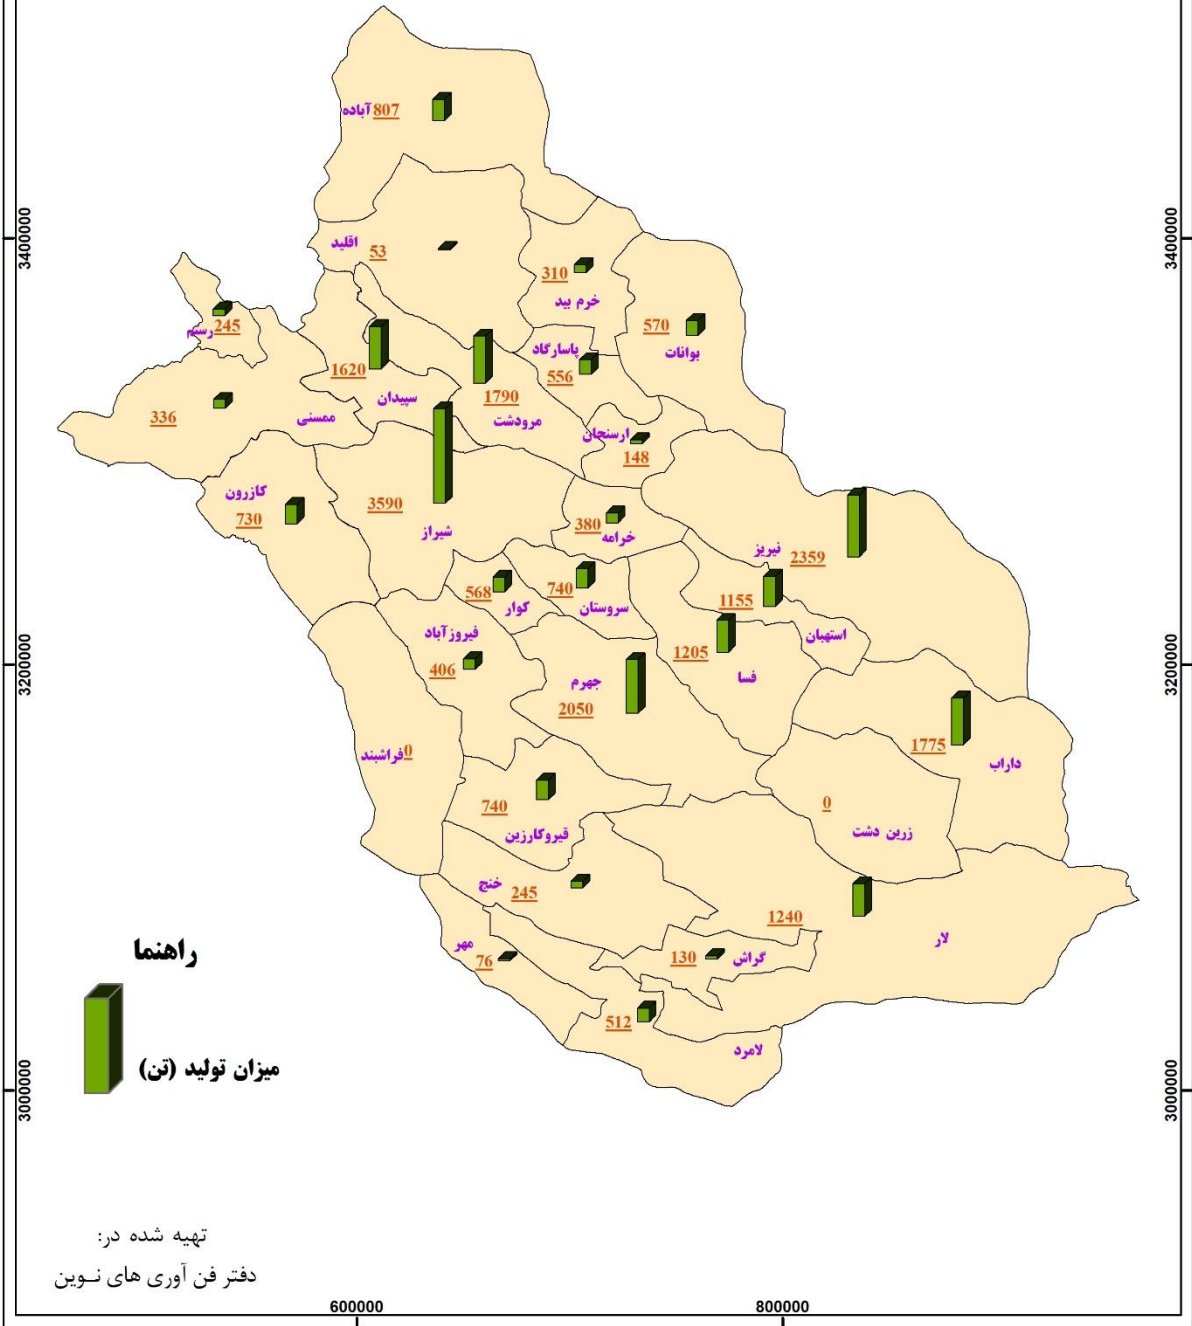 آباده 807
3400000
3400000
اقلید 53
310
خرم بید
رستم 245
570
بوانات
پاسارگاد
556
1620
سپیدان
1790
مرودشت
336
ممسنی
ارسنجان
148
کازرون
730
3590
شیراز
380
خرامه
نیریز
2359
568
کوار
740
سروستان
1155
استهبان
فیروزآباد
406
1205
فسا
3200000
3200000
جهرم
2050
1775
داراب
فراشبند 0
740
قیروکارزین
0
زرین دشت
خنج 245
1240
لار
مهر
76
130 گراش
512
لامرد
راهنما
میزان تولید (تن)
3000000
3000000
تهیه شده در:
دفتر فن آوری های نـوین
600000
800000